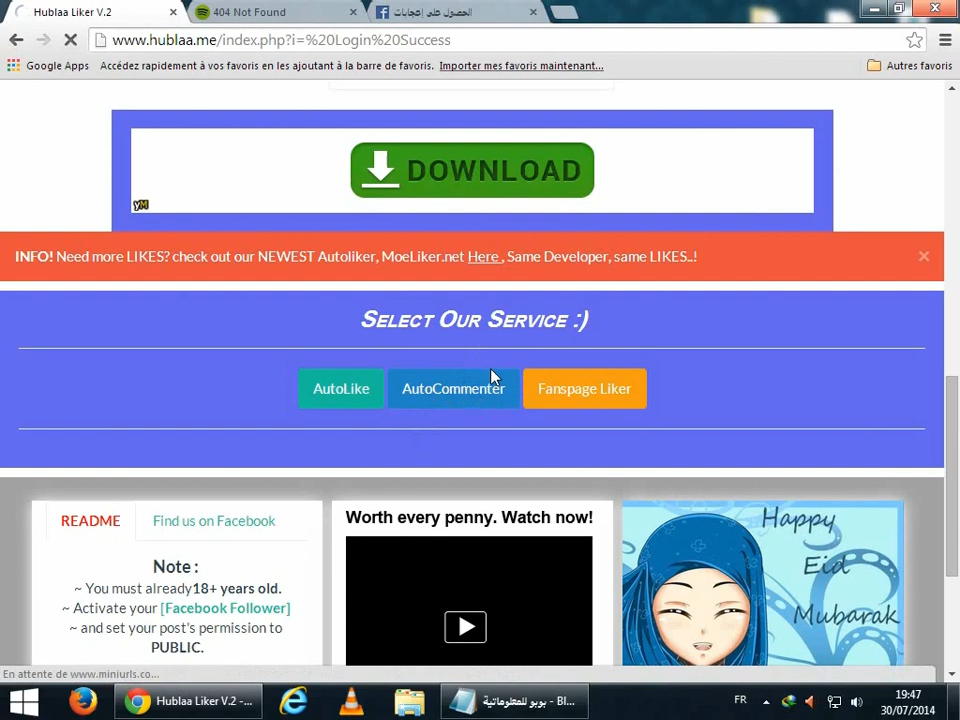 Hublaa Liker V.2
404 Not Found
الحصول على إعجابات
www.hublaa.me/index.php?i=%20Login%20Success
Google Apps
Accédez rapidement à vos favoris en les ajoutant à la barre de favoris. Importer mes favoris maintenant...
Autres favoris
DOWNLOAD
yM
INFO! Need more LIKES? check out our NEWEST Autoliker, MoeLiker.net Here , Same Developer, same LIKES..!
Select Our Service :)
AutoLike
AutoCommenter
Fanspage Liker
README
Find us on Facebook
Note :
~ You must already18+ years old.
~ Activate your [Facebook Follower]
~ and set your post's permission to
PUBLIC.
Worth every penny. Watch now!
Happy
Eid
Mubarak
En attente de www.miniurls.co...
Hublaa Liker V.2 -...
بوبو للمعلوماتية - Bl...
FR
19:47
30/07/2014